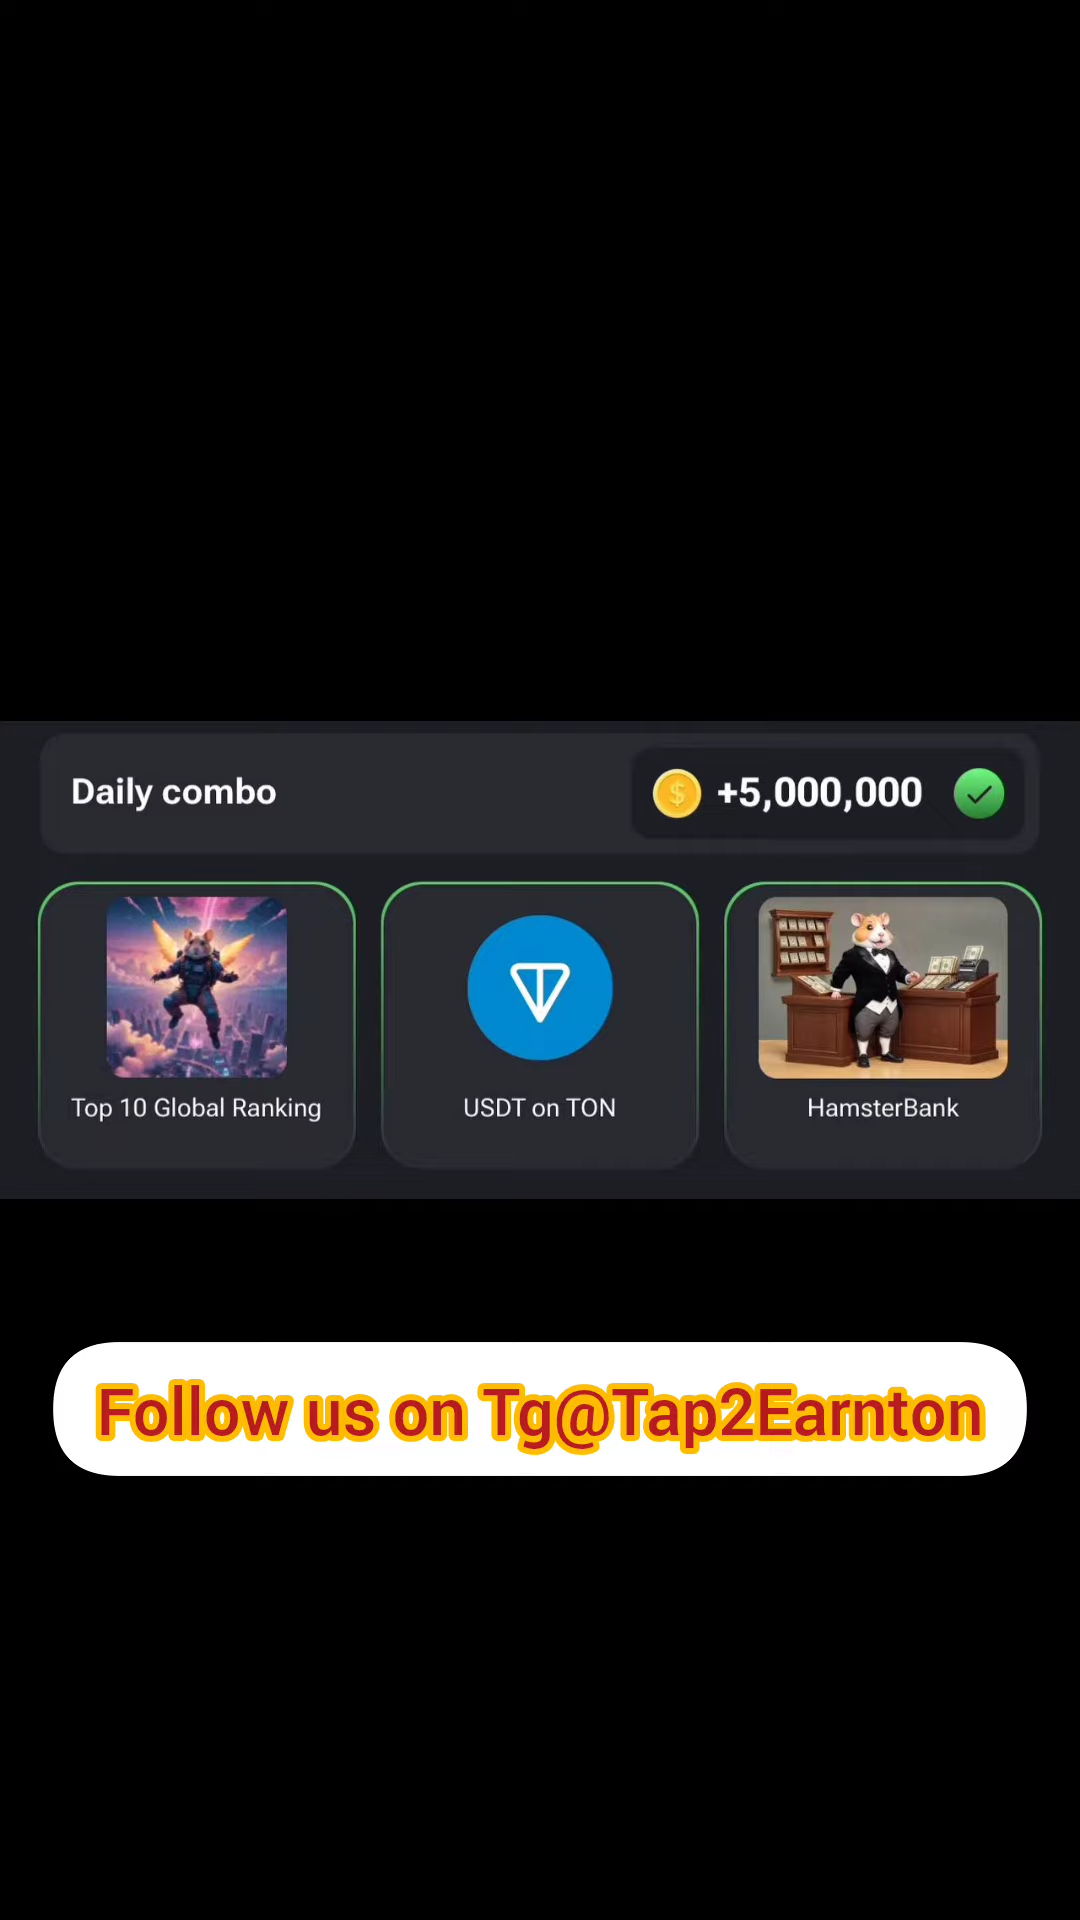 Daily combo
+5,000,000
Top 10 Global Ranking
USDT on TON
HamsterBank
Follow us on Tg@Tap2Earnton